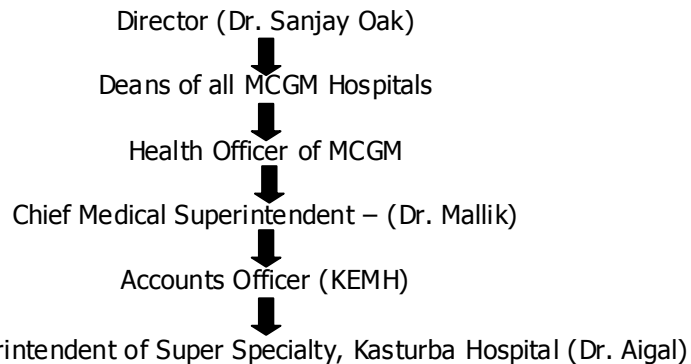 Director (Dr. Sanjay Oak)
Deans of all MCGM Hospitals
Health Officer of MCGM
Chief Medical Superintendent – (Dr. Mallik)
Accounts Officer (KEMH)
rintendent of Super Specialty, Kasturba Hospital (Dr. Aigal)